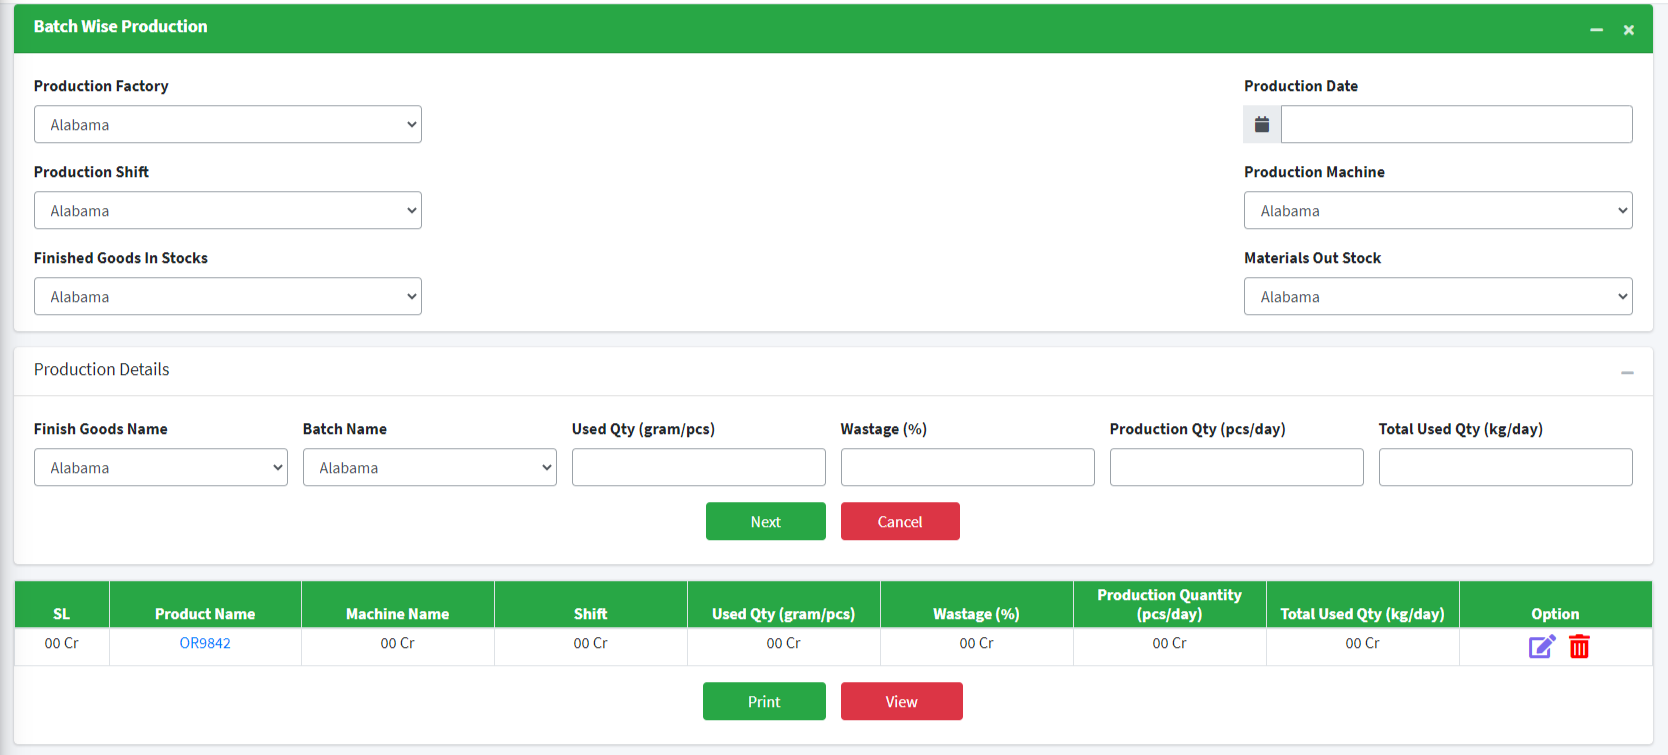 Batch Wise Production
Production Factory
Production Date
Alabama
Production Shift
Production Machine
Alabama
Alabama
Finished Goods In Stocks
Materials Out Stock
Alabama
Alabama
Production Details
Finish Goods Name
Batch Name
Used Qty (gram/pcs)
Wastage (%)
Production Qty (pcs/day)
Total Used Qty (kg/day)
Alabama
Alabama
Next
Cancel
SL
Product Name
Machine Name
Shift
Used Qty (gram/pcs)
Wastage (%)
Production Quantity
(pcs/day)
Total Used Qty (kg/day)
Option
00 Cr
OR9842
00 Cr
00 Cr
00 Cr
00 Cr
00 Cr
00 Cr
Print
View